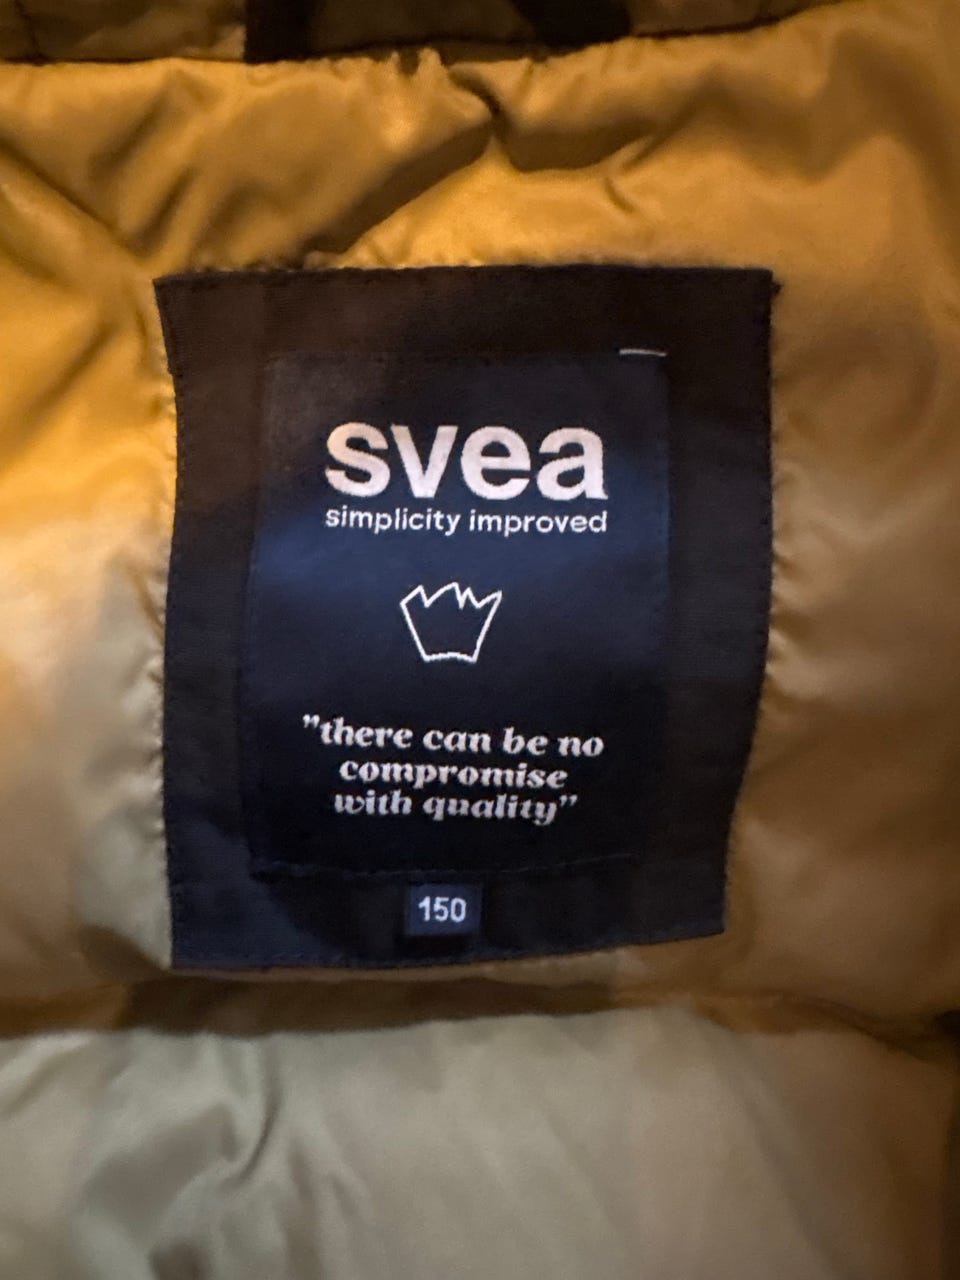 svea
simplicity improved
”there can be no
compromise
with quality”
150